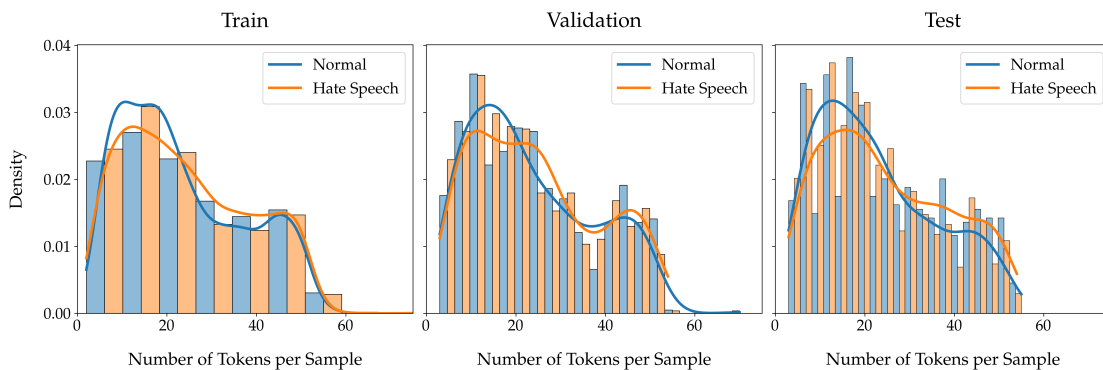 Train
Validation
Test
Density
0.04
0.03
0.02
0.01
0.00
Normal
Hate Speech
Normal
Hate Speech
Normal
Hate Speech
0 20 40 60
0 20 40 60
0 20 40 60
Number of Tokens per Sample
Number of Tokens per Sample
Number of Tokens per Sample